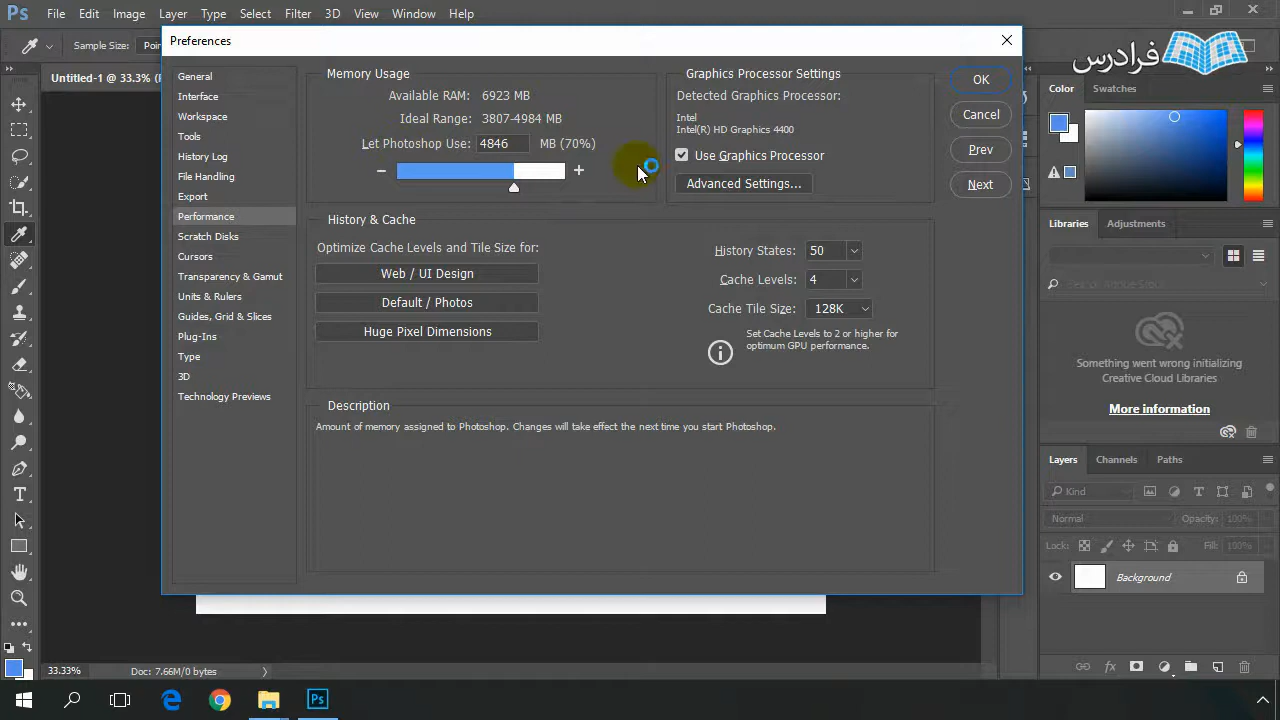 Ps
File Edit Image Layer Type Select Filter 3D View Window Help
Sample Size:
فرادرس
Untitled-1 @ 33.3%
Preferences
General
Interface
Workspace
Tools
History Log
File Handling
Export
Performance
Scratch Disks
Cursors
Transparency & Gamut
Units & Rulers
Guides, Grid & Slices
Plug-Ins
Type
3D
Technology Previews
Memory Usage
Available RAM: 6923 MB
Ideal Range: 3807-4984 MB
Let Photoshop Use: 4846 MB (70%)
Graphics Processor Settings
Detected Graphics Processor:
Intel
Intel(R) HD Graphics 4400
Use Graphics Processor
Advanced Settings...
OK
Cancel
Prev
Next
History & Cache
Optimize Cache Levels and Tile Size for:
Web / UI Design
Default / Photos
Huge Pixel Dimensions
History States: 50
Cache Levels: 4
Cache Tile Size: 128K
Set Cache Levels to 2 or higher for
optimum GPU performance.
Description
Amount of memory assigned to Photoshop. Changes will take effect the next time you start Photoshop.
Color Swatches
Libraries Adjustments
Something went wrong initializing
Creative Cloud Libraries
More information
Layers Channels Paths
Kind
Normal Opacity: 100%
Lock: Fill: 100%
Background
33.33% Doc: 7.66M/0 bytes
Ps